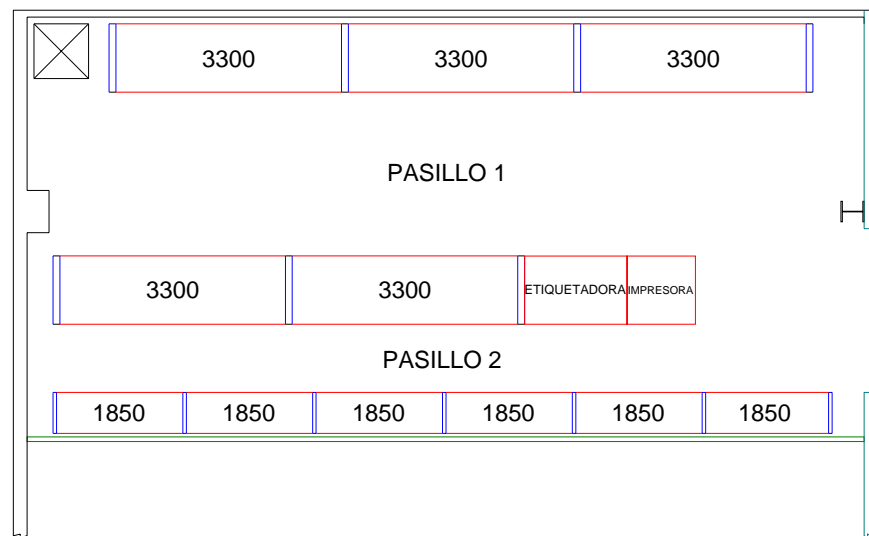 3300 3300 3300
PASILLO 1
3300 3300 ETIQUETADORA IMPRESORA
PASILLO 2
1850 1850 1850 1850 1850 1850